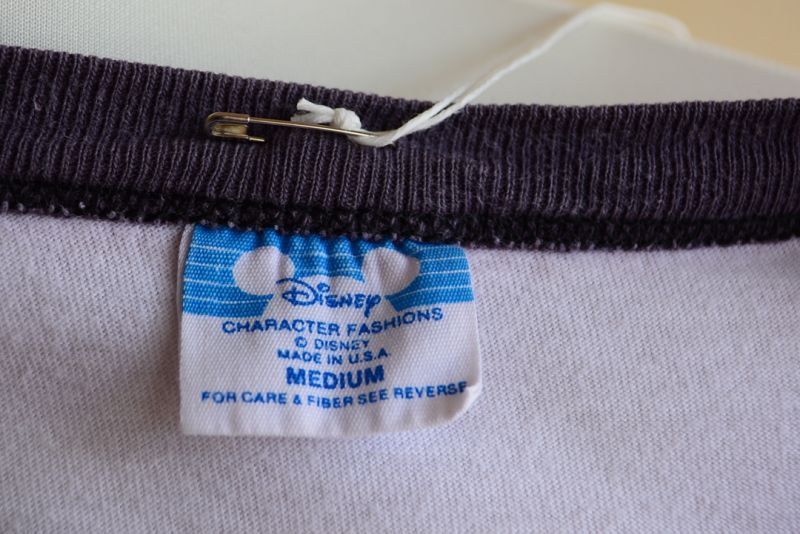 Disney
CHARACTER FASHIONS
© DISNEY
MADE IN U.S.A.
MEDIUM
FOR CARE & FIBER SEE REVERSE